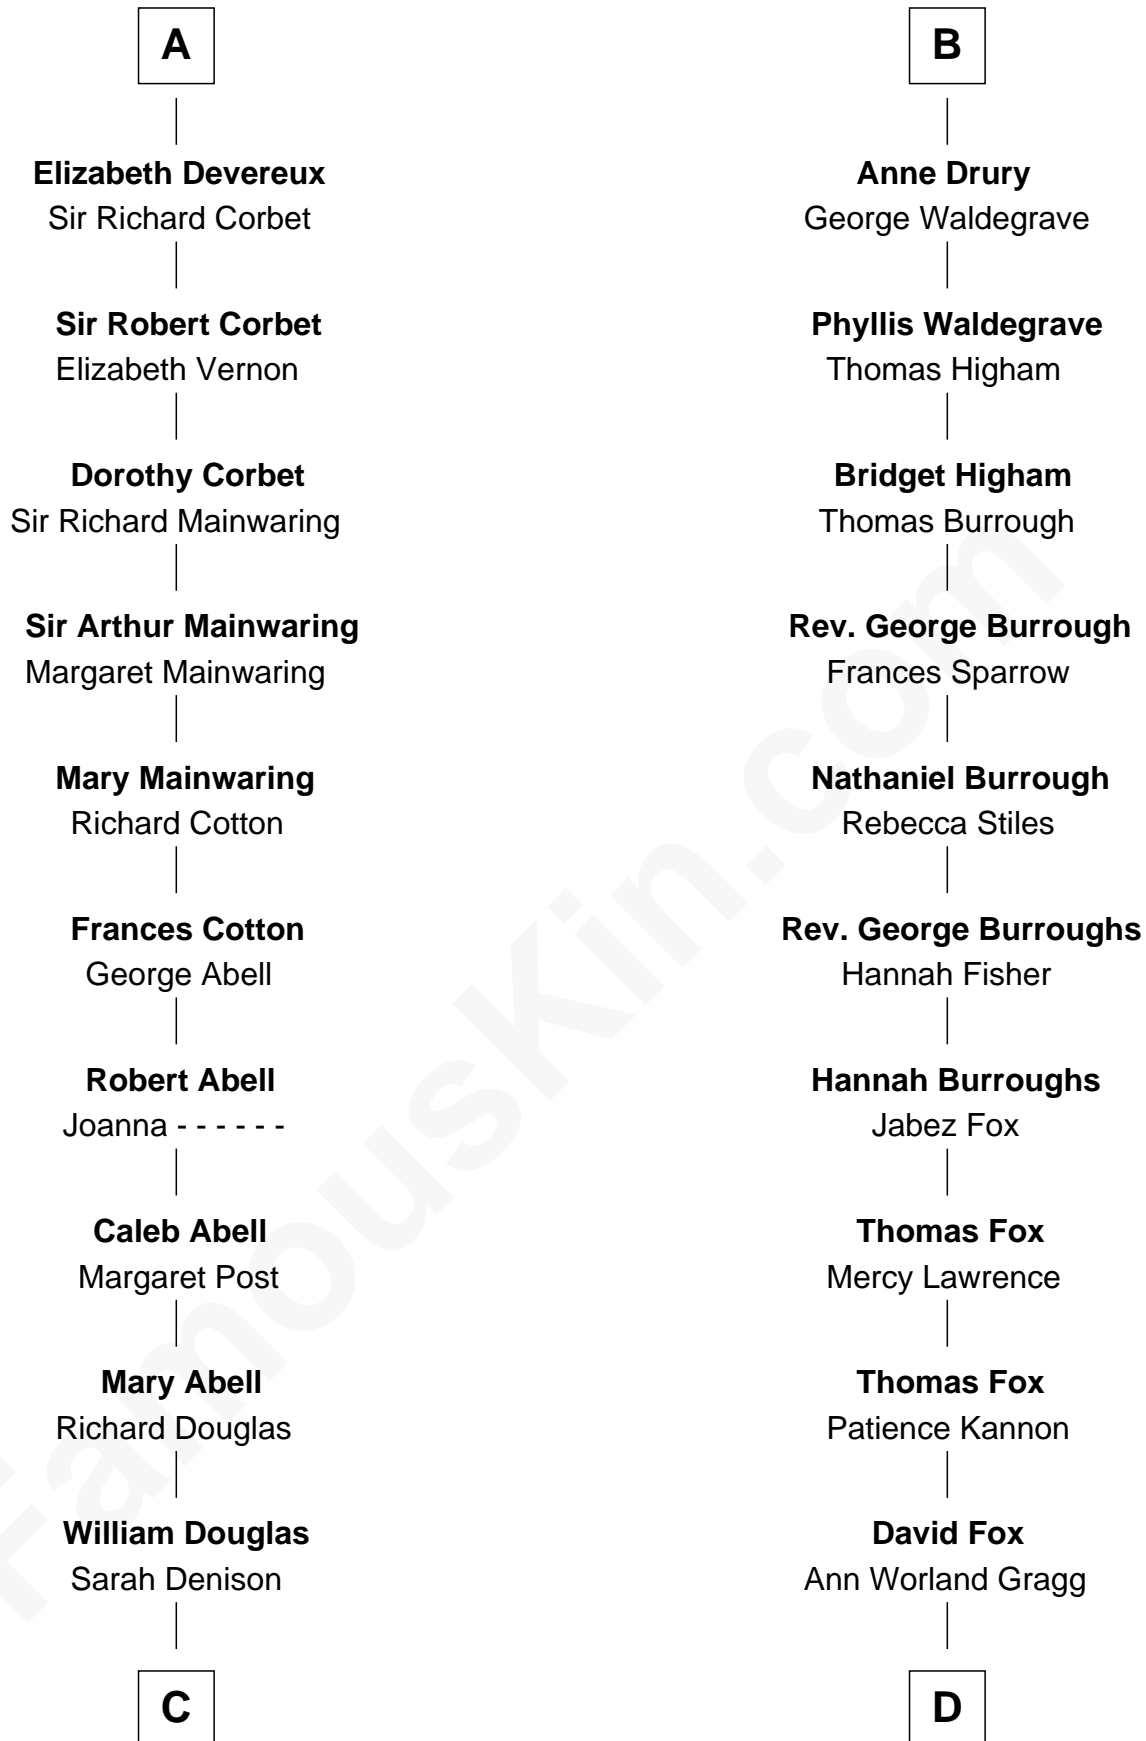 A
Elizabeth Devereux
Sir Richard Corbet
Sir Robert Corbet
Elizabeth Vernon
Dorothy Corbet
Sir Richard Mainwaring
Sir Arthur Mainwaring
Margaret Mainwaring
Mary Mainwaring
Richard Cotton
Frances Cotton
George Abell
Robert Abell
Joanna - - - - - -
Caleb Abell
Margaret Post
Mary Abell
Richard Douglas
William Douglas
Sarah Denison
C
B
Anne Drury
George Waldegrave
Phyllis Waldegrave
Thomas Higham
Bridget Higham
Thomas Burrough
Rev. George Burrough
Frances Sparrow
Nathaniel Burrough
Rebecca Stiles
Rev. George Burroughs
Hannah Fisher
Hannah Burroughs
Jabez Fox
Thomas Fox
Mercy Lawrence
Thomas Fox
Patience Kannon
David Fox
Ann Worland Gragg
D
FamousKin.com